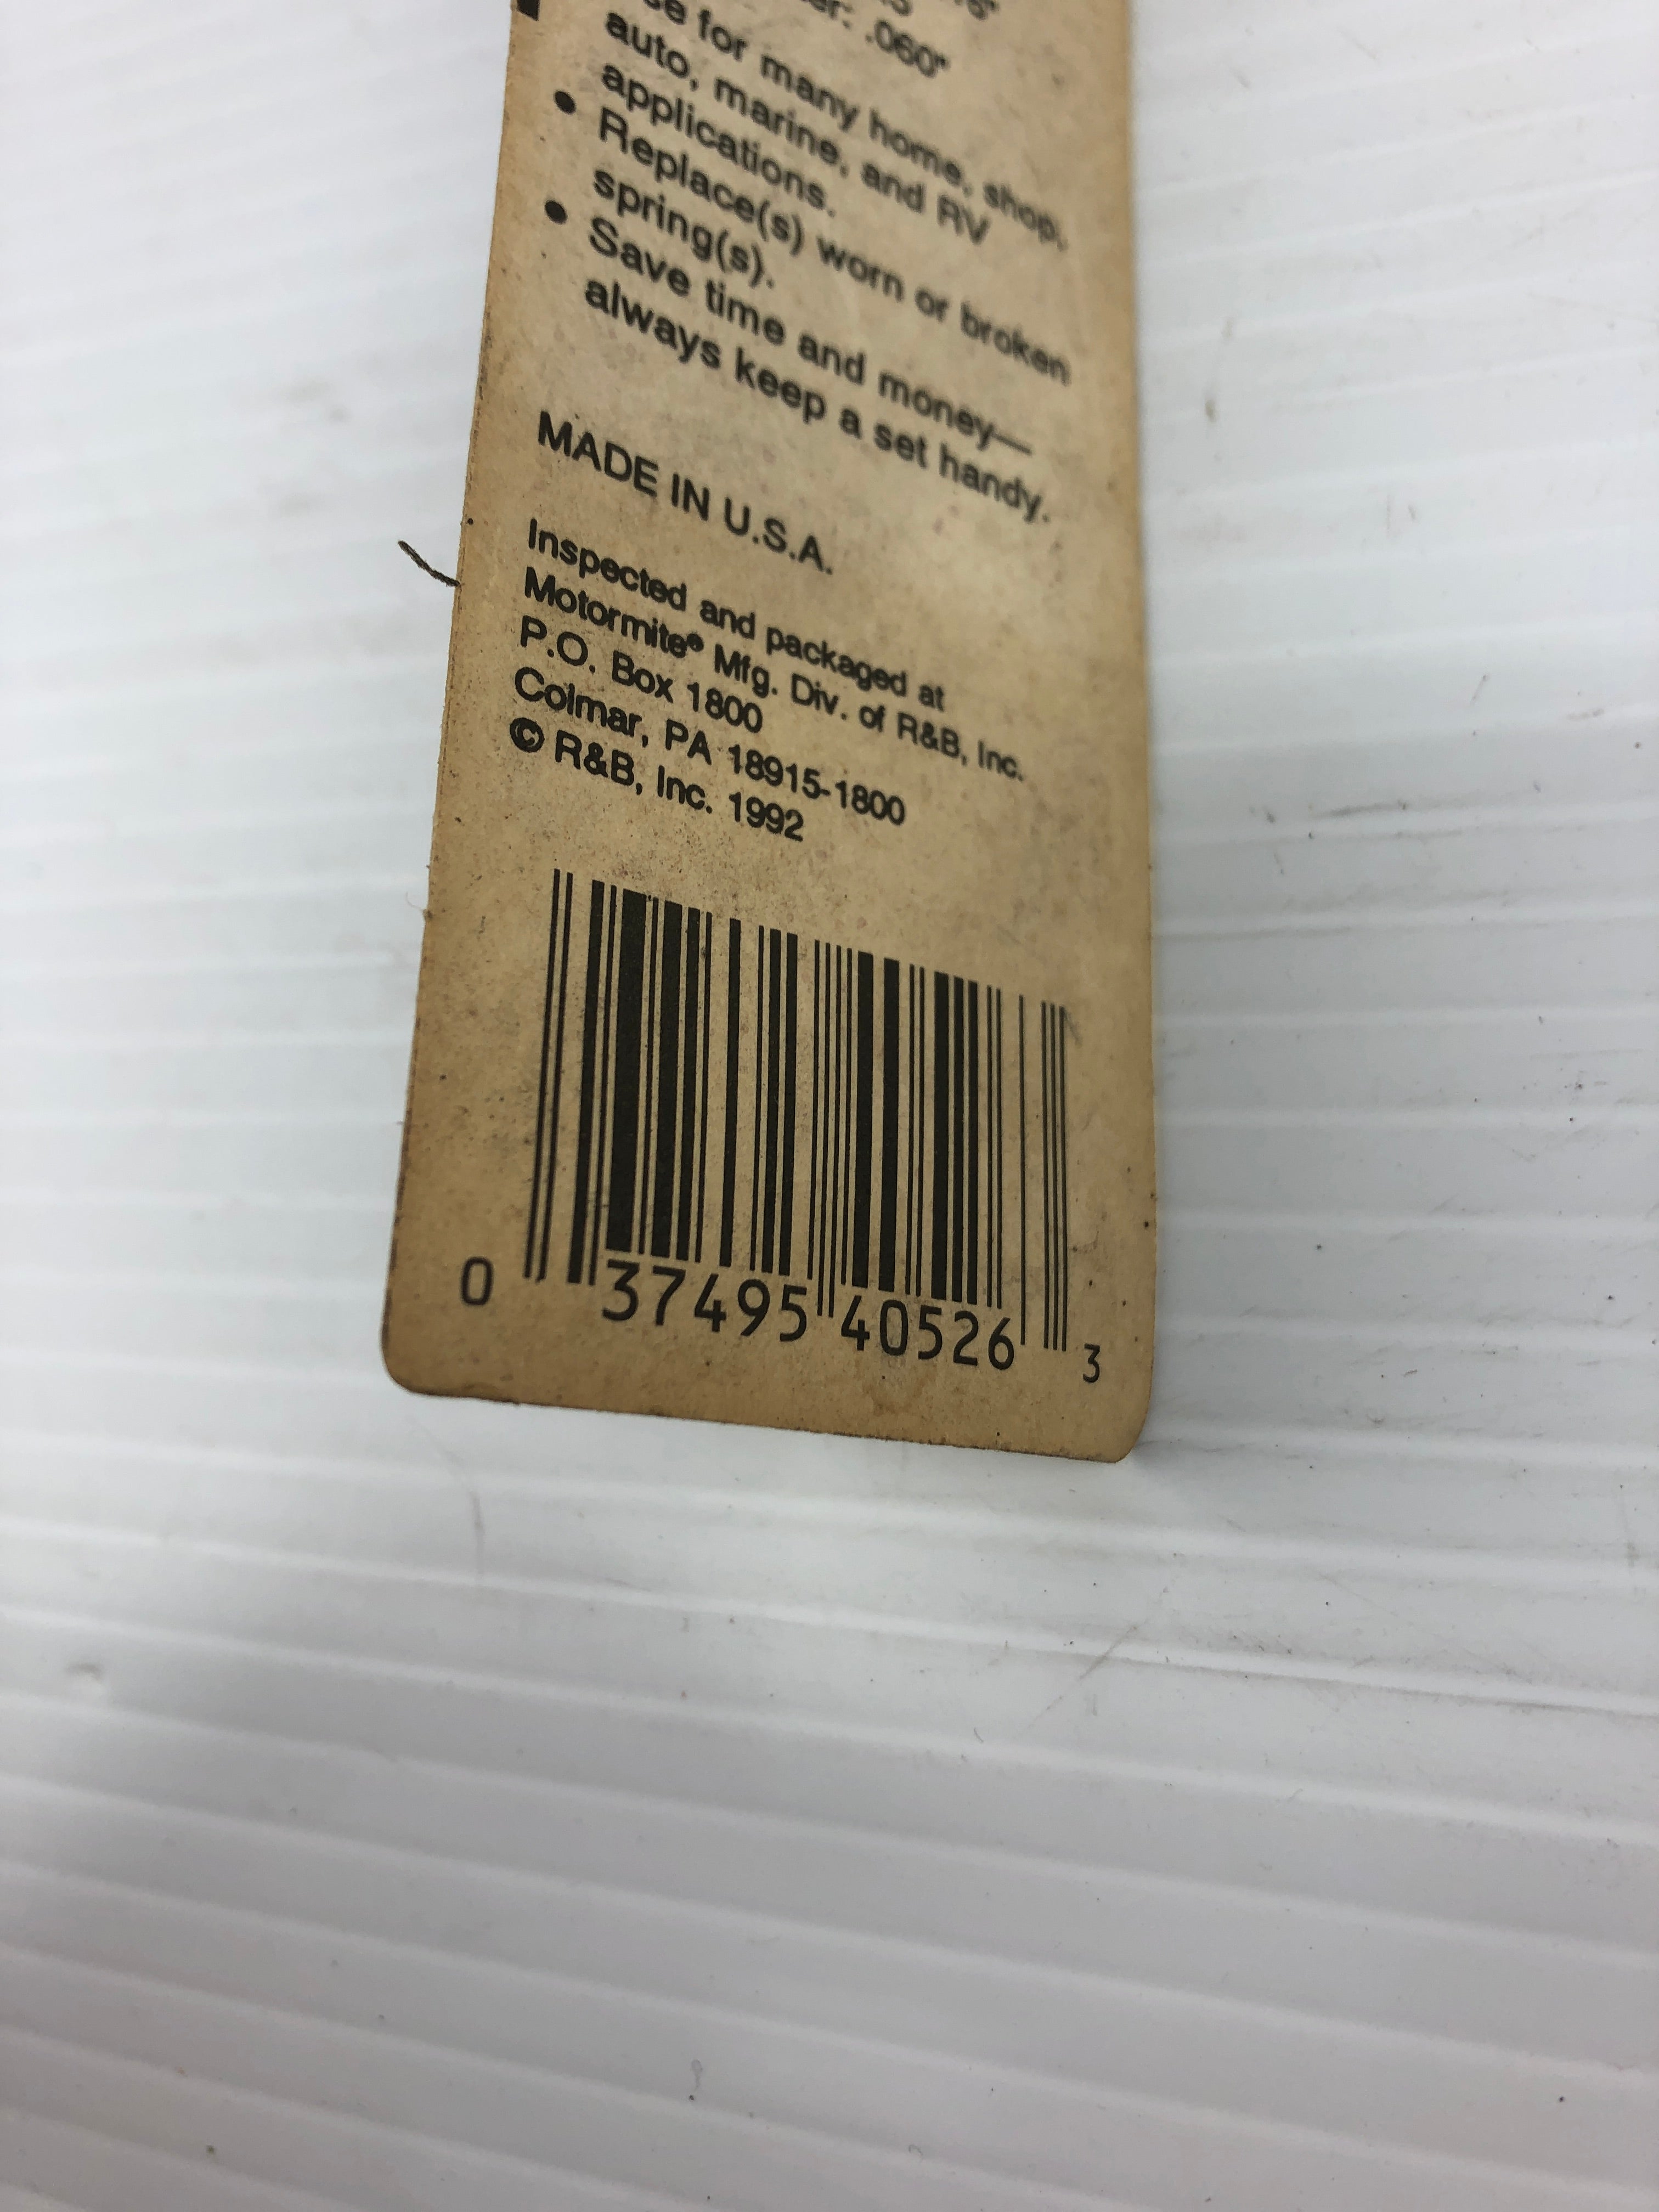 .060"
for many home, shop,
auto, marine, and RV
applications.
• Replace(s) worn or broken
spring(s).
• Save time and money—
always keep a set handy.
MADE IN U.S.A.
Inspected and packaged at
Motormite® Mfg. Div. of R&B, Inc.
P.O. Box 1800
Colmar, PA 18915-1800
© R&B, Inc. 1992
0 37495 40526 3